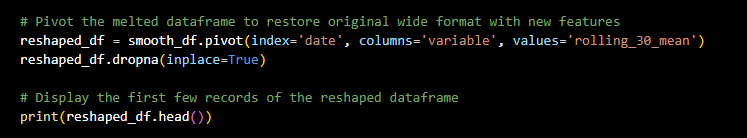 # Pivot the melted dataframe to restore original wide format with new features
reshaped_df = smooth_df.pivot(index='date', columns='variable', values='rolling_30_mean')
reshaped_df.dropna(inplace=True)
# Display the first few records of the reshaped dataframe
print(reshaped_df.head())